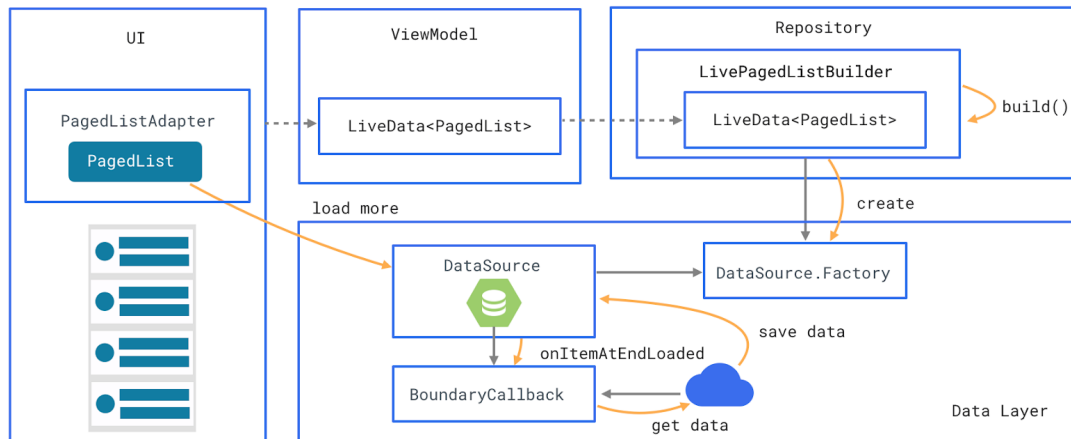 UI
PagedListAdapter
PagedList
ViewModel
LiveData<PagedList>
Repository
LivePagedListBuilder
LiveData<PagedList>
build()
load more
create
DataSource
DataSource.Factory
save data
onItemAtEndLoaded
BoundaryCallback
get data
Data Layer